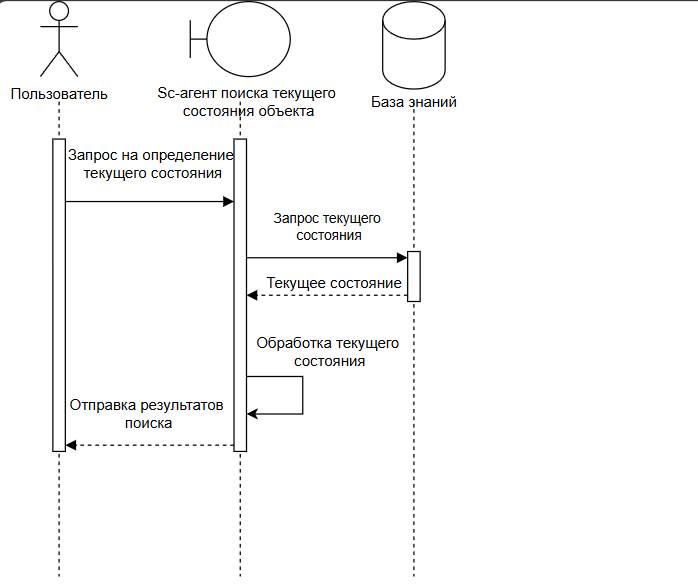 Пользователь
Sc-агент поиска текущего
состояния объекта
База знаний
Запрос на определение
текущего состояния
Запрос текущего
состояния
Текущее состояние
Обработка текущего
состояния
Отправка результатов
поиска